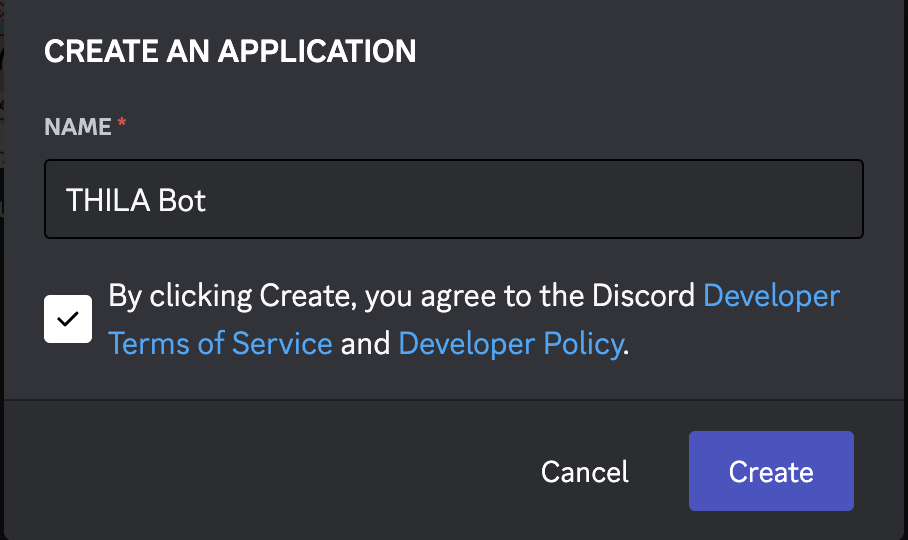 CREATE AN APPLICATION
NAME *
THILA Bot
By clicking Create, you agree to the Discord Developer
Terms of Service and Developer Policy.
Cancel
Create